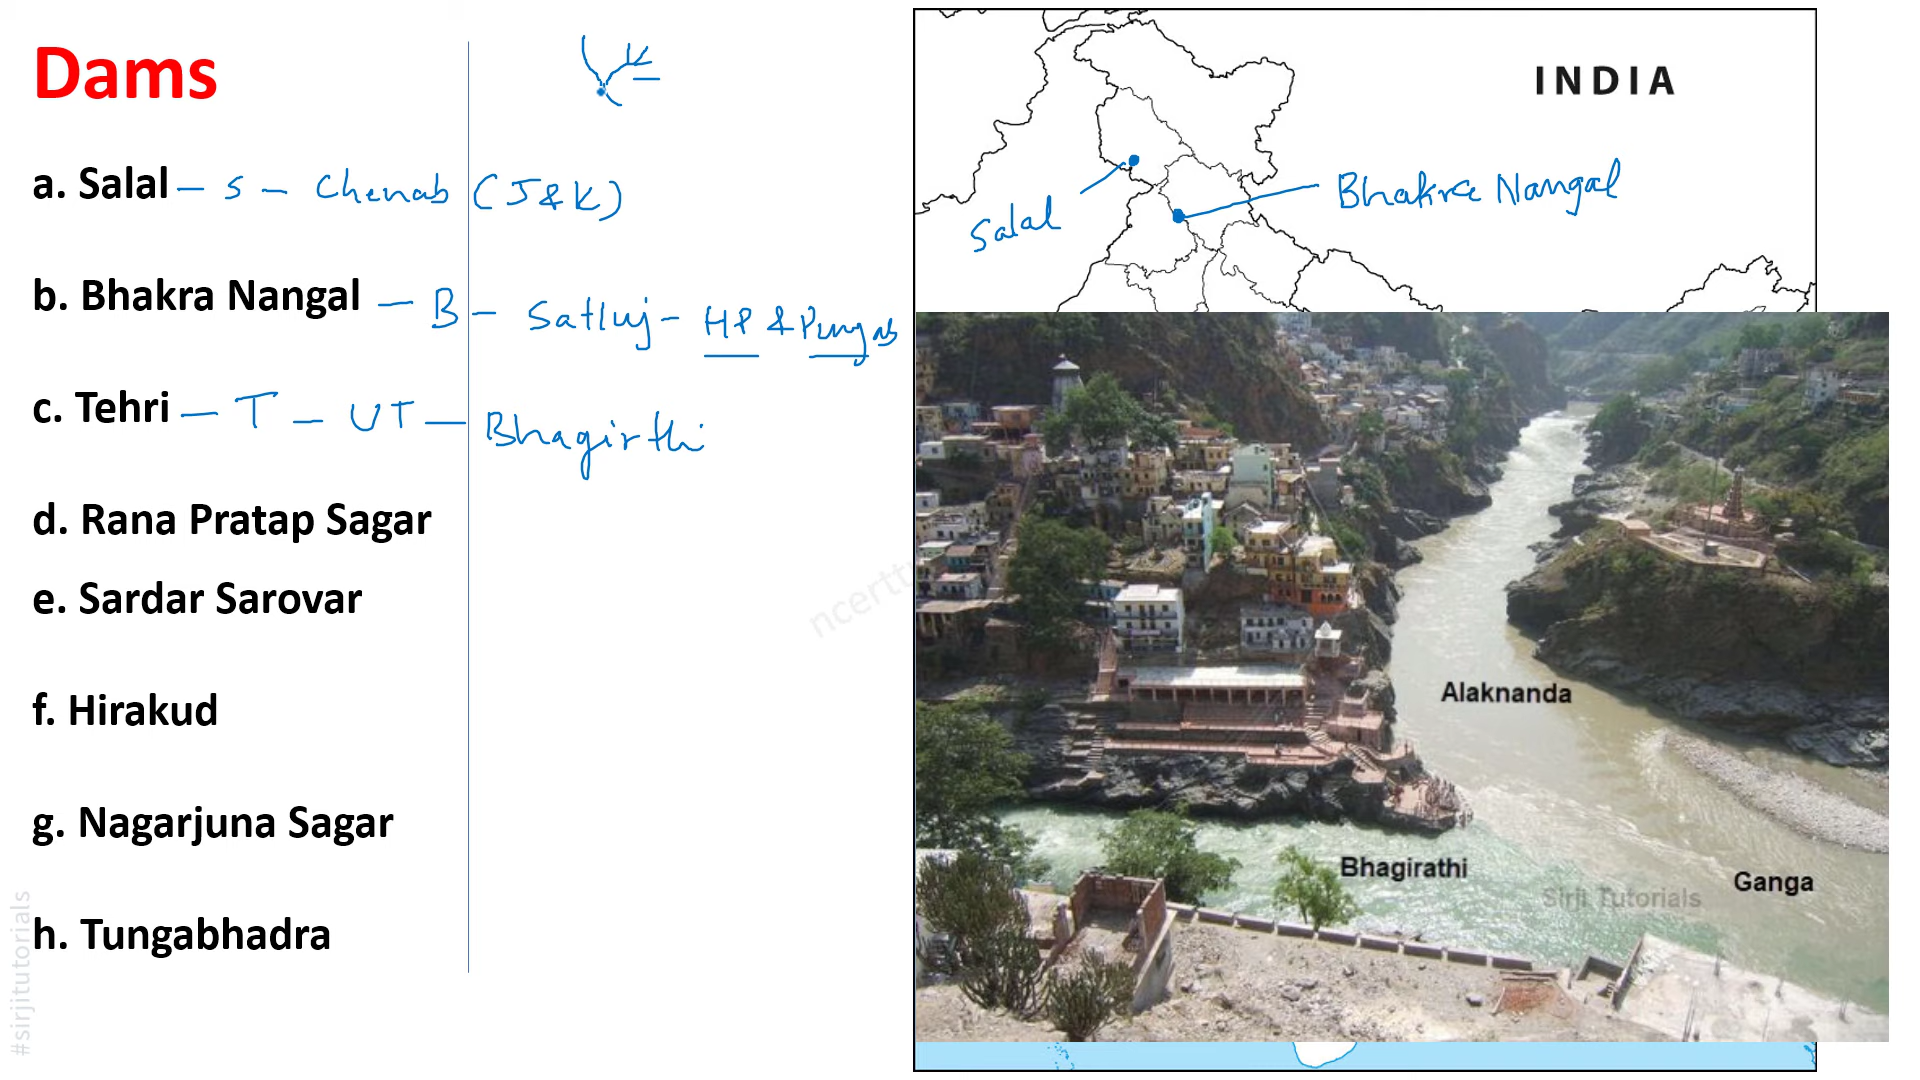 Dams
a. Salal - S - Chenab (J&K)
b. Bhakra Nangal - B - Satluj - HP & Punjab
c. Tehri - T - UT - Bhagirthi
d. Rana Pratap Sagar
e. Sardar Sarovar
f. Hirakud
g. Nagarjuna Sagar
h. Tungabhadra
#sirjitutorials
INDIA
Salal
Bhakra Nangal
Alaknanda
Bhagirathi
Ganga
Sirji Tutorials